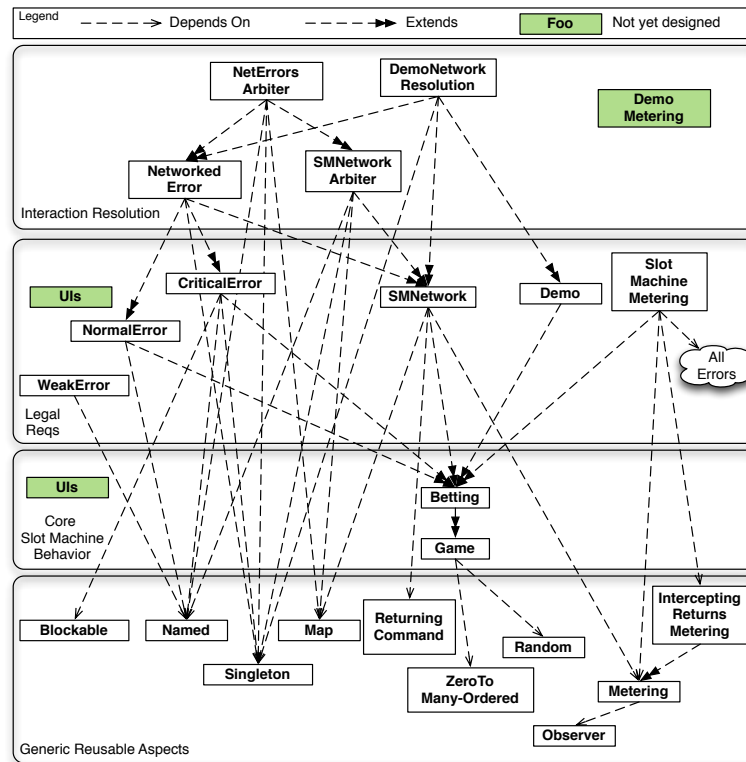 Legend
Depends On
Extends
Foo
Not yet designed
NetErrors
Arbiter
DemoNetwork
Resolution
Demo
Metering
Networked
Error
SMNetwork
Arbiter
Interaction Resolution
UIs
CriticalError
NormalError
SMNetwork
Demo
Slot
Machine
Metering
All
Errors
WeakError
Legal
Reqs
UIs
Core
Slot Machine
Behavior
Betting
Game
Blockable
Named
Map
Singleton
Returning
Command
Random
ZeroTo
Many-Ordered
Intercepting
Returns
Metering
Metering
Observer
Generic Reusable Aspects